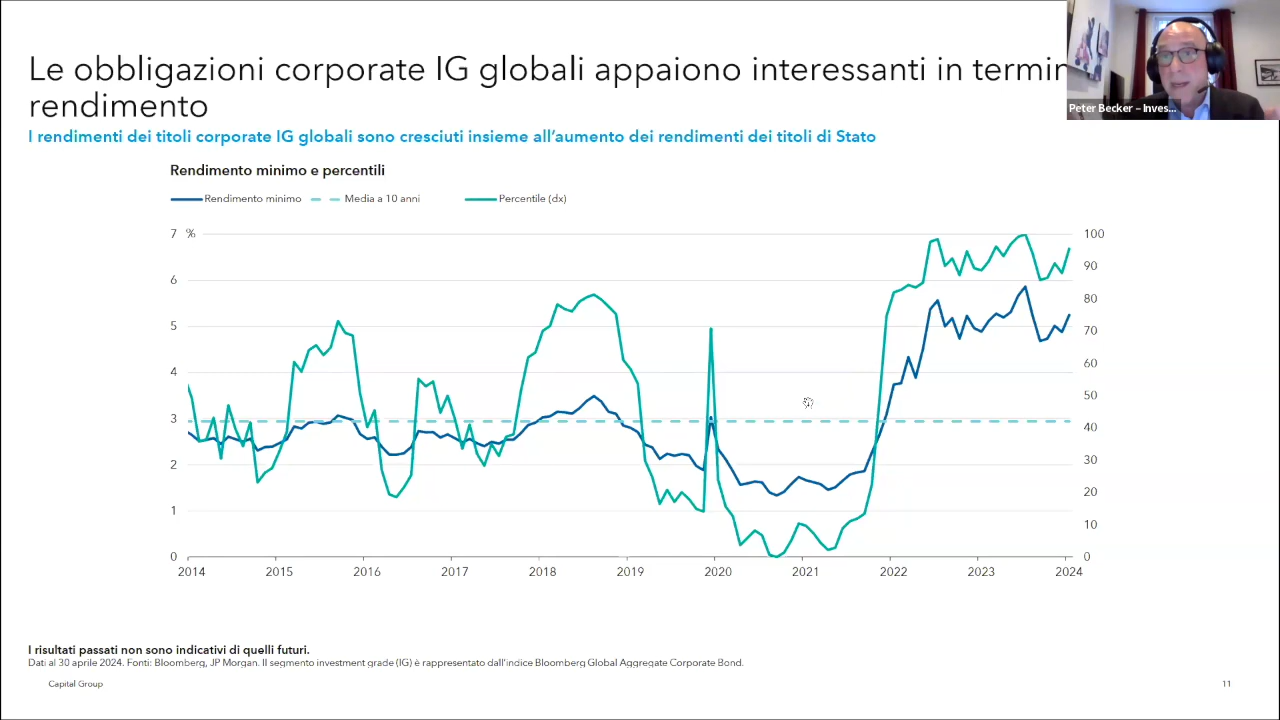 Le obbligazioni corporate IG globali appaiono interessanti in termin
rendimento
Peter Becker – Inves...
I rendimenti dei titoli corporate IG globali sono cresciuti insieme all'aumento dei rendimenti dei titoli di Stato
Rendimento minimo e percentili
Rendimento minimo Media a 10 anni Percentile (dx)
7 % 100
90
6
80
5 70
60
4
50
3 40
2 30
20
1
10
0 0
2014 2015 2016 2017 2018 2019 2020 2021 2022 2023 2024
I risultati passati non sono indicativi di quelli futuri.
Dati al 30 aprile 2024. Fonti: Bloomberg, JP Morgan. Il segmento investment grade (IG) è rappresentato dall'indice Bloomberg Global Aggregate Corporate Bond.
Capital Group 11